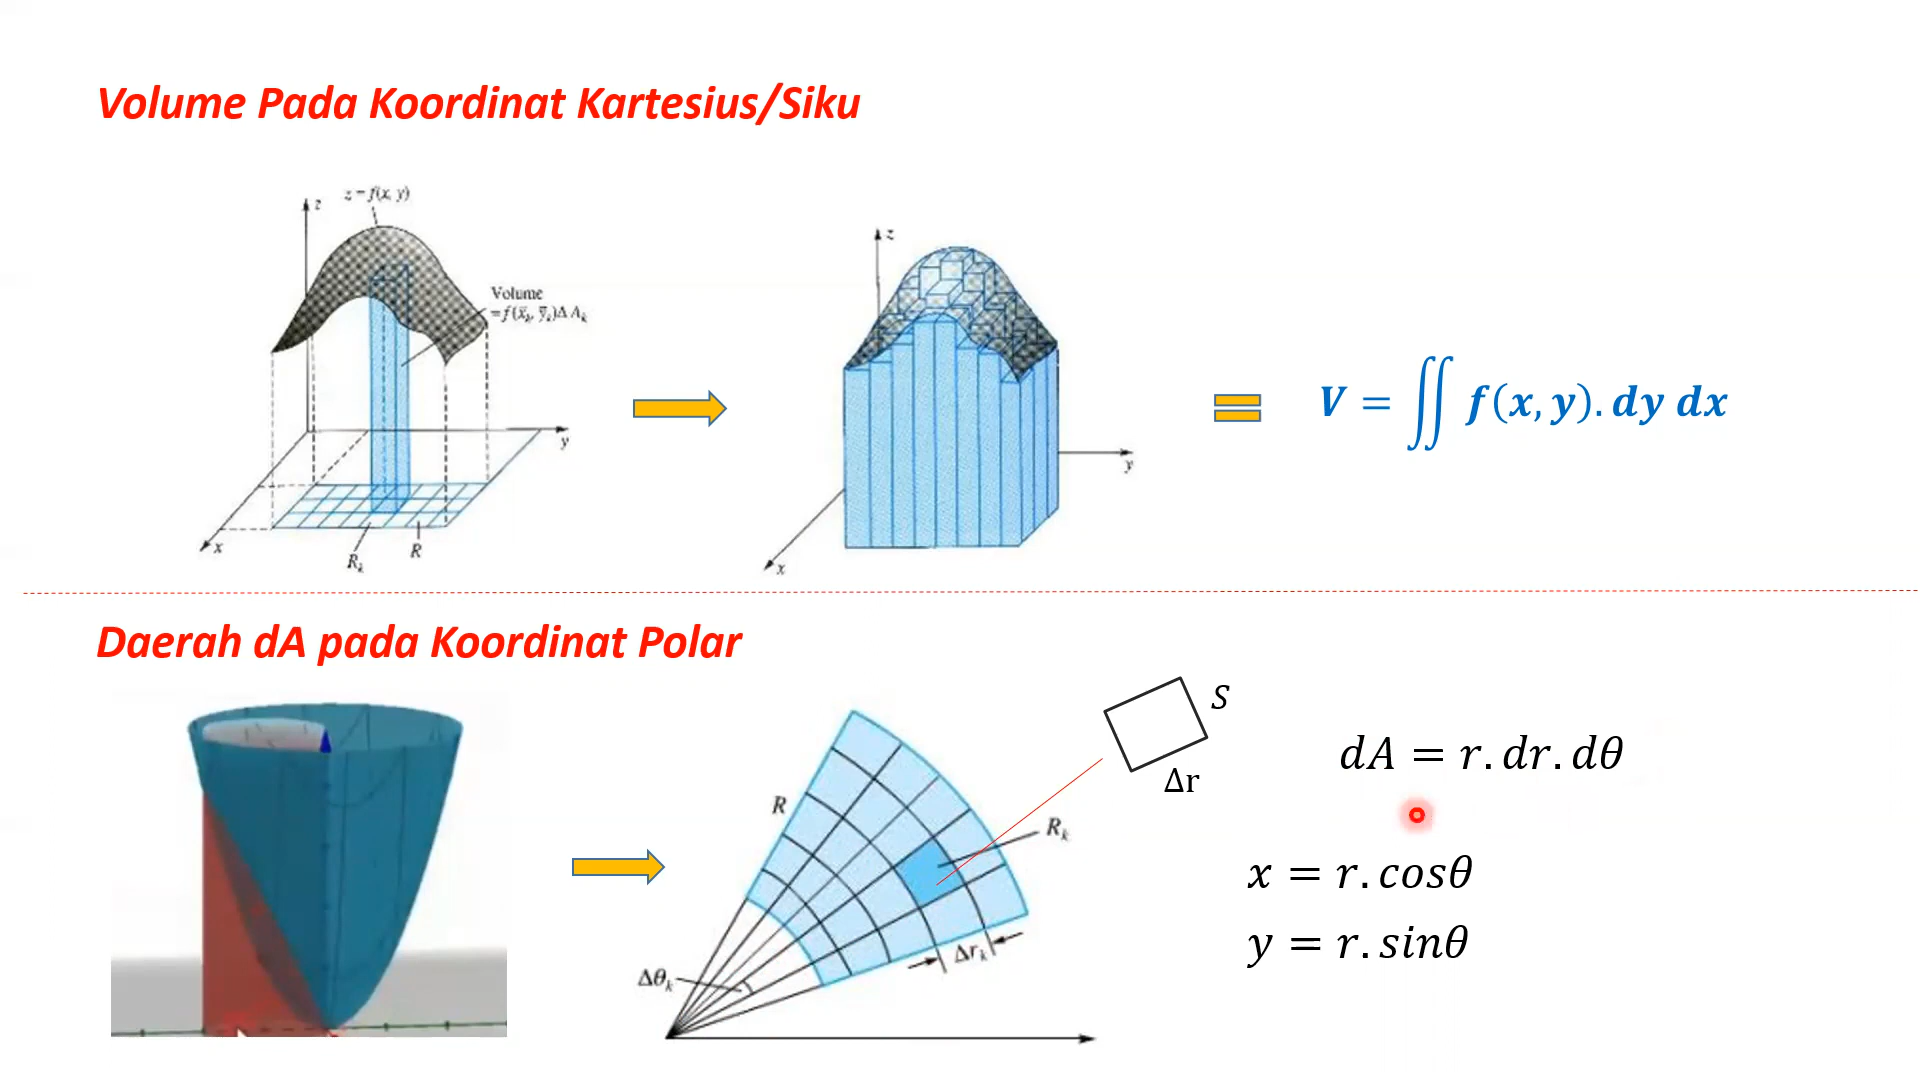 Volume Pada Koordinat Kartesius/Siku
z = f(x, y)
z
Volume
= f(x̄ₖ, ȳₖ)Δ Aₖ
y
x
Rₖ
R
z
y
x
V = ∬ f(x, y). dy dx
Daerah dA pada Koordinat Polar
R
Rₖ
Δrₖ
Δθₖ
S
Δr
dA = r. dr. dθ
x = r. cosθ
y = r. sinθ